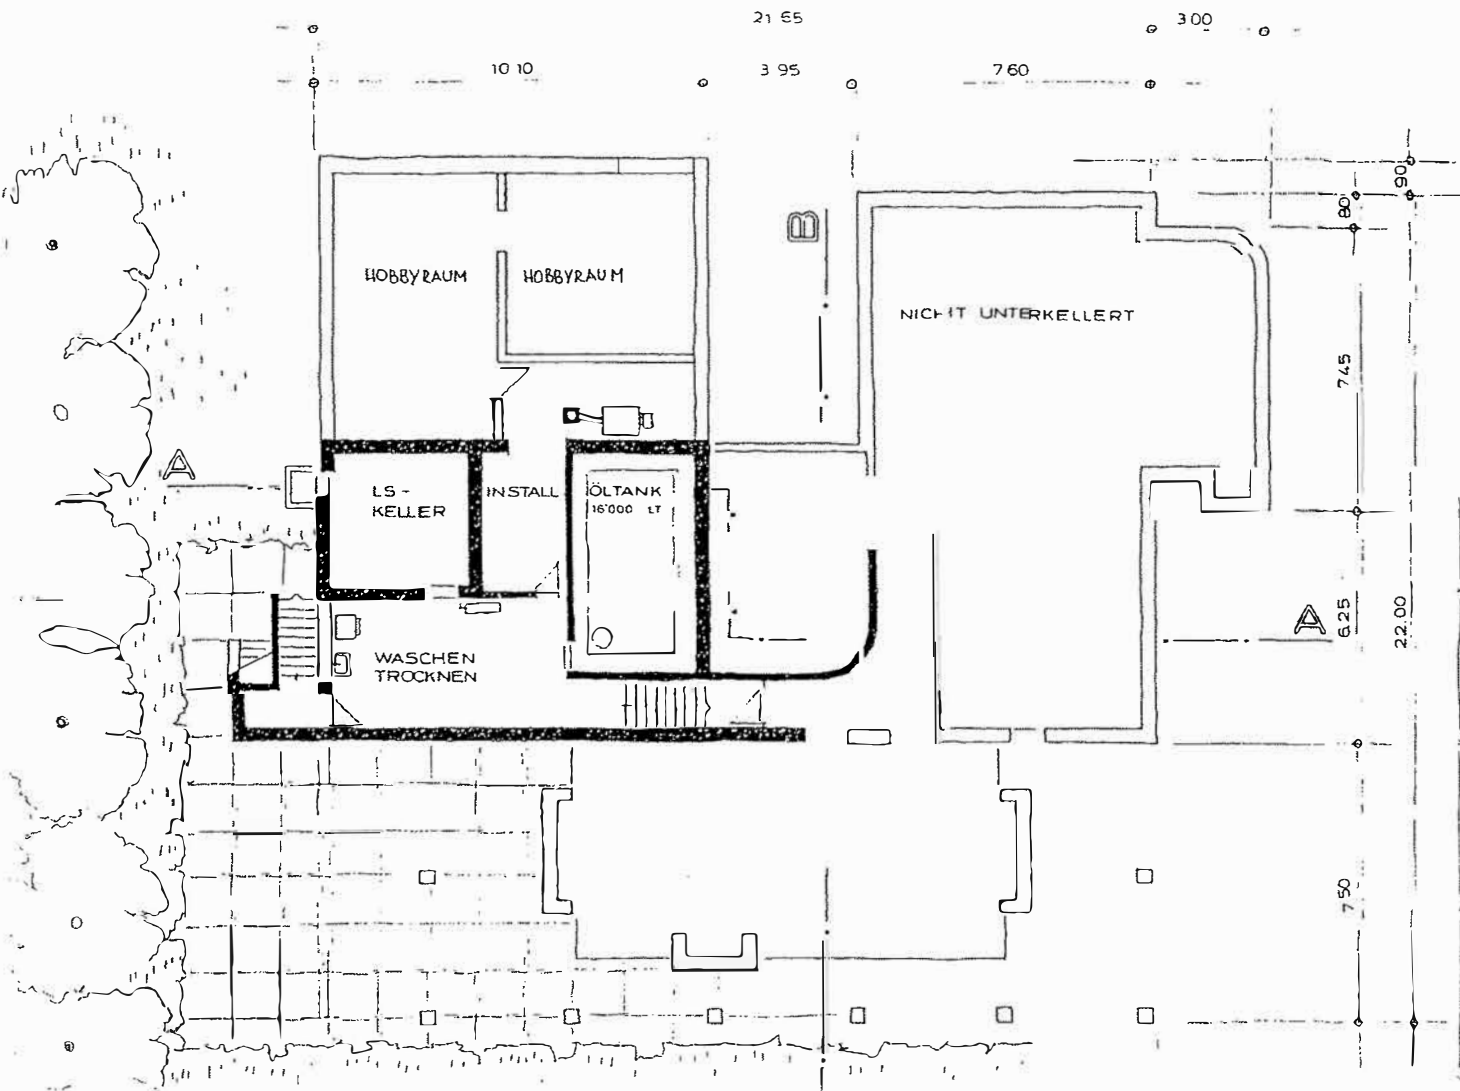 21 65
3 00
10 10
3 95
7 60
90
80
B
HOBBYRAUM
HOBBYRAUM
NICHT UNTERKELLERT
7 45
A
LS-
KELLER
INSTALL
ÖLTANK
16'000 LT
A
6 25
22.00
WASCHEN
TROCKNEN
7 50